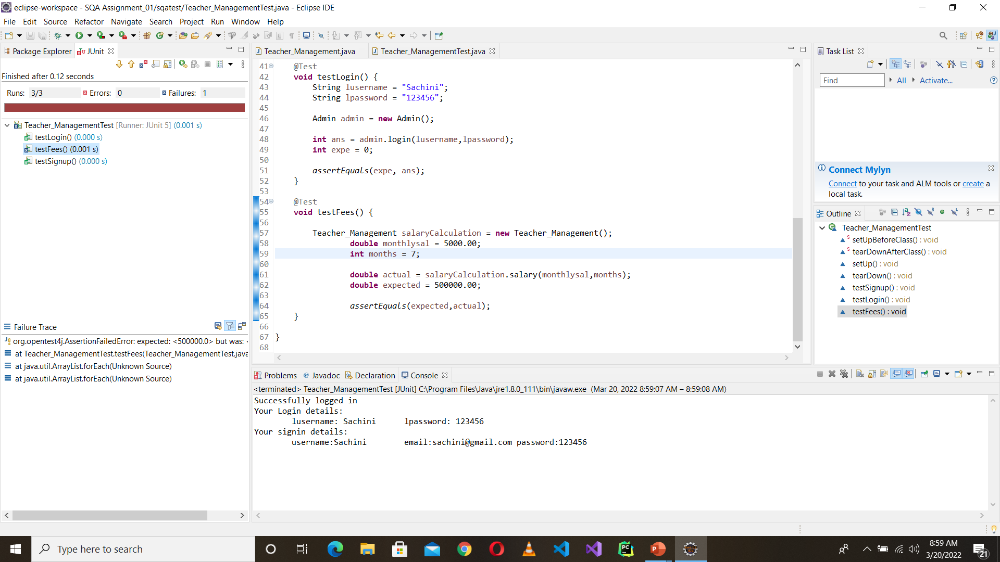 eclipse-workspace - SQA Assignment_01/sqatest/Teacher_ManagementTest.java - Eclipse IDE
File Edit Source Refactor Navigate Search Project Run Window Help
Package Explorer JUnit
Finished after 0.12 seconds
Runs: 3/3 Errors: 0 Failures: 1
Teacher_ManagementTest [Runner: JUnit 5] (0.001 s)
testLogin() (0.000 s)
testFees() (0.001 s)
testSignup() (0.000 s)
Failure Trace
org.opentest4j.AssertionFailedError: expected: <500000.0> but was: <
at Teacher_ManagementTest.testFees(Teacher_ManagementTest.java
at java.util.ArrayList.forEach(Unknown Source)
at java.util.ArrayList.forEach(Unknown Source)
Teacher_Management.java Teacher_ManagementTest.java
41 @Test
42 void testLogin() {
43 String lusername = "Sachini";
44 String lpassword = "123456";
45
46 Admin admin = new Admin();
47
48 int ans = admin.login(lusername,lpassword);
49 int expe = 0;
50
51 assertEquals(expe, ans);
52 }
53
54 @Test
55 void testFees() {
56
57 Teacher_Management salaryCalculation = new Teacher_Management();
58 double monthlysal = 5000.00;
59 int months = 7;
60
61 double actual = salaryCalculation.salary(monthlysal,months);
62 double expected = 500000.00;
63
64 assertEquals(expected,actual);
65 }
66
67 }
68
Problems @ Javadoc Declaration Console
<terminated> Teacher_ManagementTest [JUnit] C:\Program Files\Java\jre1.8.0_111\bin\javaw.exe (Mar 20, 2022 8:59:07 AM – 8:59:08 AM)
Successfully logged in
Your Login details:
lusername: Sachini lpassword: 123456
Your signin details:
username:Sachini email:sachini@gmail.com password:123456
Task List
Find All Activate...
Connect Mylyn
Connect to your task and ALM tools or create a
local task.
Outline
Teacher_ManagementTest
setUpBeforeClass() : void
tearDownAfterClass() : void
setUp() : void
tearDown() : void
testSignup() : void
testLogin() : void
testFees() : void
Type here to search
8:59 AM
3/20/2022
21